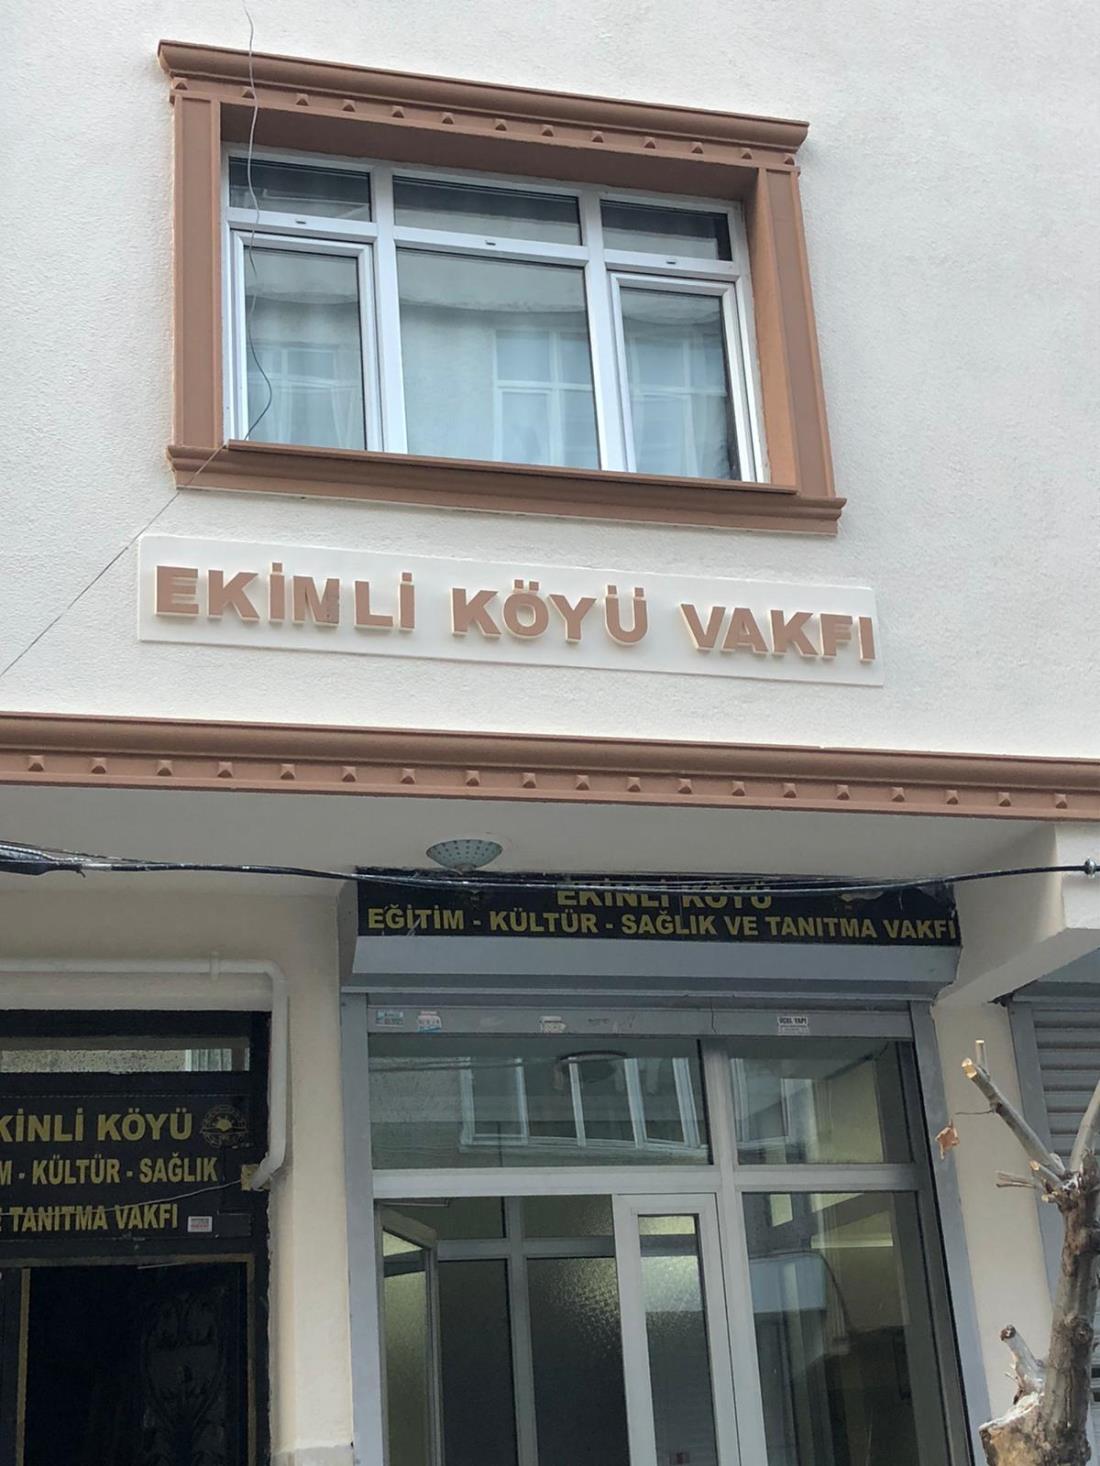 EKİMLİ KÖYÜ VAKFI
EKİNLİ KÖYÜ
EĞİTİM - KÜLTÜR - SAĞLIK VE TANITMA VAKFI
KİNLİ KÖYÜ
M - KÜLTÜR - SAĞLIK
TANITMA VAKFI